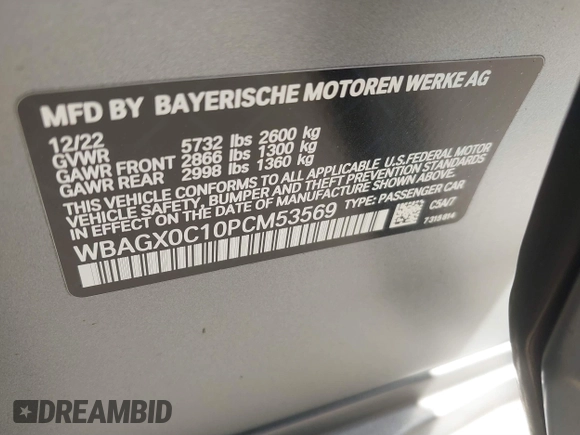 MFD BY BAYERISCHE MOTOREN WERKE AG
12/22
GVWR 5732 lbs 2600 kg
GAWR FRONT 2866 lbs 1300 kg
GAWR REAR 2998 lbs 1360 kg
THIS VEHICLE CONFORMS TO ALL APPLICABLE U.S.FEDERAL MOTOR
VEHICLE SAFETY, BUMPER, AND THEFT PREVENTION STANDARDS
IN EFFECT ON THE DATE OF MANUFACTURE SHOWN ABOVE.
WBAGX0C10PCM53569 TYPE: PASSENGER CAR
C5A/7
7315614
DREAMBID